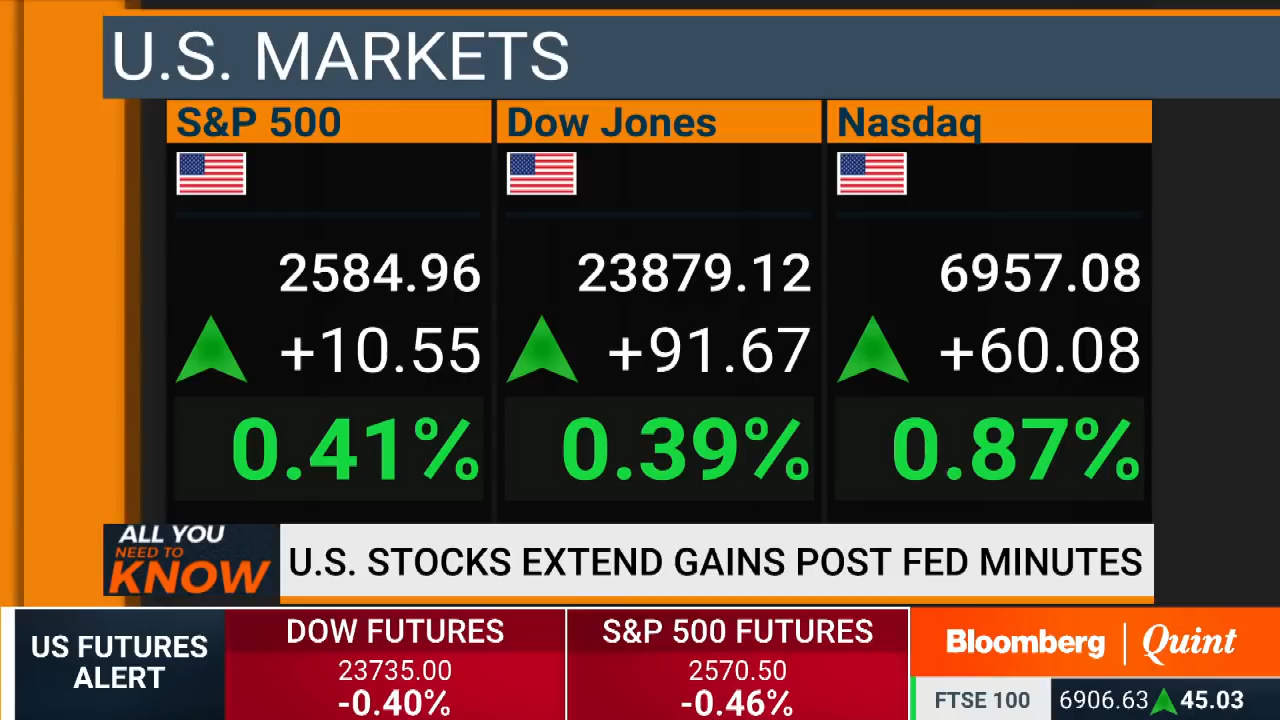 U.S. MARKETS
S&P 500
2584.96
+10.55
0.41%
Dow Jones
23879.12
+91.67
0.39%
Nasdaq
6957.08
+60.08
0.87%
ALL YOU
NEED TO
KNOW
U.S. STOCKS EXTEND GAINS POST FED MINUTES
US FUTURES
ALERT
DOW FUTURES
23735.00
-0.40%
S&P 500 FUTURES
2570.50
-0.46%
Bloomberg | Quint
FTSE 100 6906.63 45.03